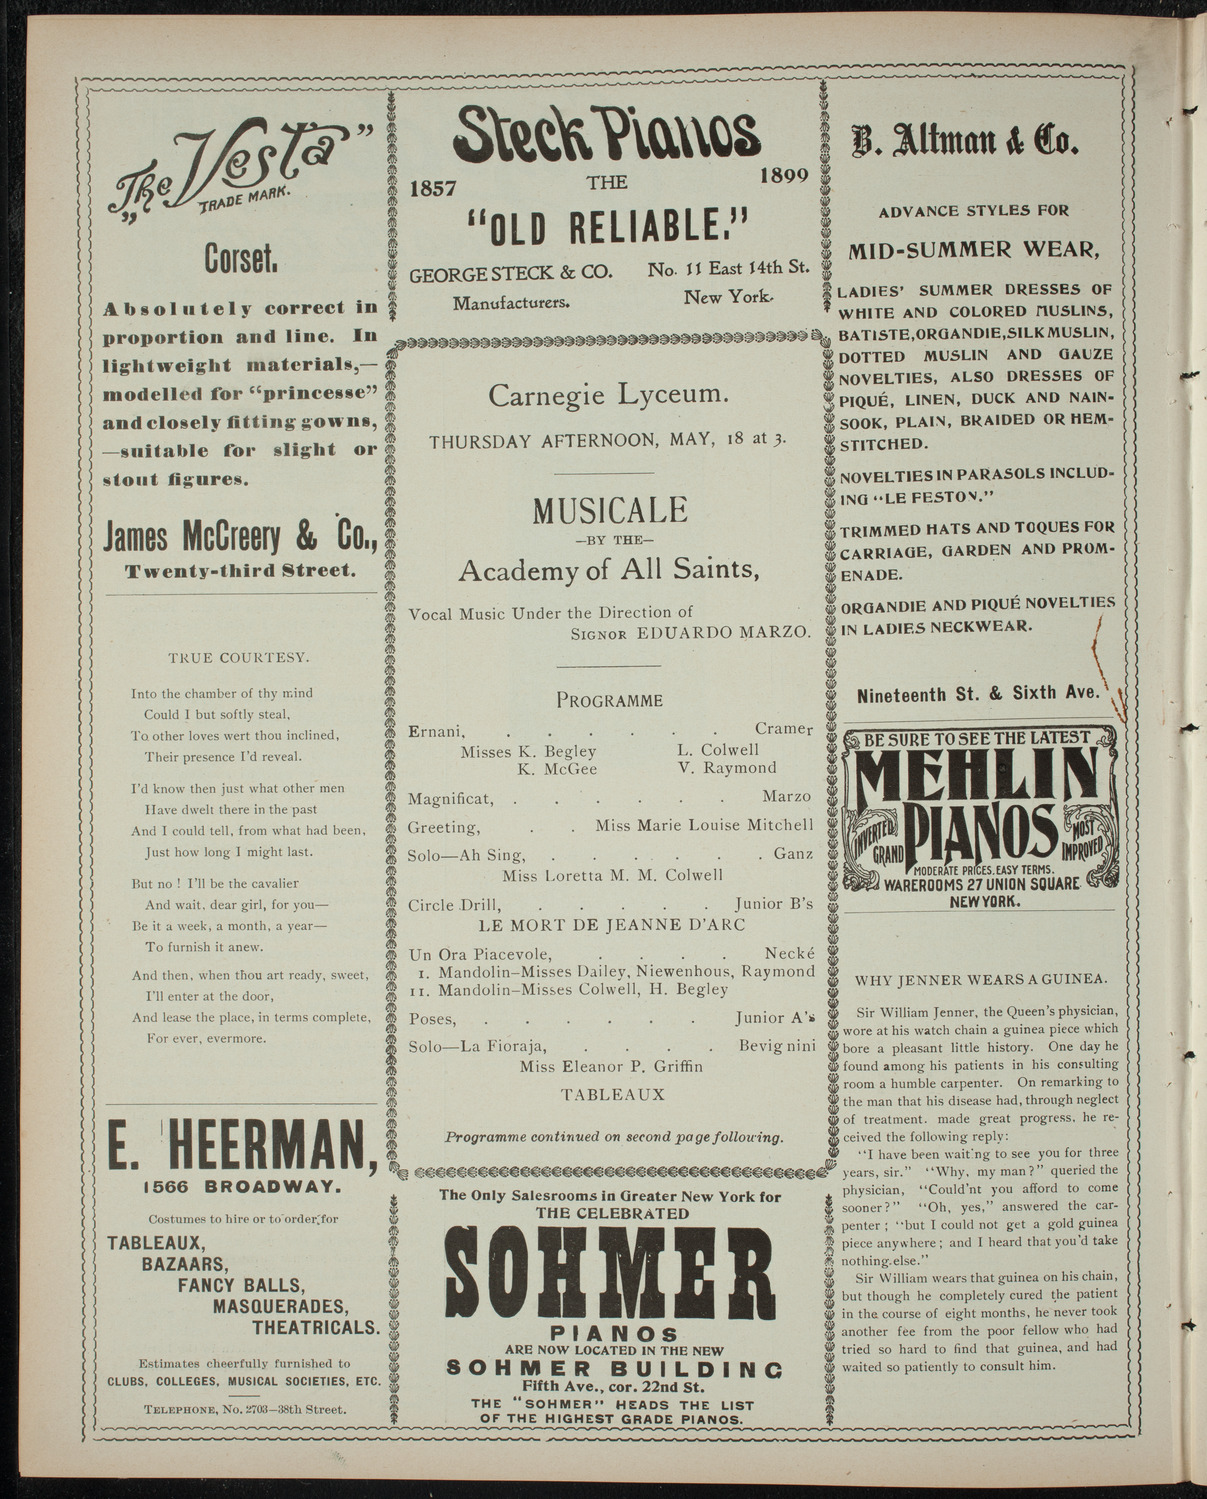 "The Vesta"
TRADE MARK.
Corset.
Absolutely correct in
proportion and line. In
lightweight materials,—
modelled for "princesse"
and closely fitting gowns,
—suitable for slight or
stout figures.
James McCreery & Co.,
Twenty-third Street.
TRUE COURTESY.
Into the chamber of thy mind
Could I but softly steal,
To other loves wert thou inclined,
Their presence I'd reveal.
I'd know then just what other men
Have dwelt there in the past
And I could tell, from what had been,
Just how long I might last.
But no! I'll be the cavalier
And wait, dear girl, for you—
Be it a week, a month, a year—
To furnish it anew.
And then, when thou art ready, sweet,
I'll enter at the door,
And lease the place, in terms complete,
For ever, evermore.
E. HEERMAN,
1566 BROADWAY.
Costumes to hire or to order for
TABLEAUX,
BAZAARS,
FANCY BALLS,
MASQUERADES,
THEATRICALS.
Estimates cheerfully furnished to
CLUBS, COLLEGES, MUSICAL SOCIETIES, ETC.
TELEPHONE, No. 2703—38th Street.
Steck Pianos
1857 THE 1899
"OLD RELIABLE."
GEORGE STECK & CO. No. 11 East 14th St.
Manufacturers. New York.
Carnegie Lyceum.
THURSDAY AFTERNOON, MAY, 18 at 3.
MUSICALE
—BY THE—
Academy of All Saints,
Vocal Music Under the Direction of
SIGNOR EDUARDO MARZO.
PROGRAMME
Ernani, . . . . . . Cramer
Misses K. Begley L. Colwell
K. McGee V. Raymond
Magnificat, . . . . . . Marzo
Greeting, . . Miss Marie Louise Mitchell
Solo—Ah Sing, . . . . . . Ganz
Miss Loretta M. M. Colwell
Circle Drill, . . . . . Junior B's
LE MORT DE JEANNE D'ARC
Un Ora Piacevole, . . . . Necké
I. Mandolin—Misses Dailey, Niewenhous, Raymond
II. Mandolin—Misses Colwell, H. Begley
Poses, . . . . . . Junior A's
Solo—La Fioraja, . . . . Bevignini
Miss Eleanor P. Griffin
TABLEAUX
Programme continued on second page following.
The Only Salesrooms in Greater New York for
THE CELEBRATED
SOHMER
PIANOS
ARE NOW LOCATED IN THE NEW
SOHMER BUILDING
Fifth Ave., cor. 22nd St.
THE "SOHMER" HEADS THE LIST
OF THE HIGHEST GRADE PIANOS.
B. Altman & Co.
ADVANCE STYLES FOR
MID-SUMMER WEAR,
LADIES' SUMMER DRESSES OF
WHITE AND COLORED MUSLINS,
BATISTE, ORGANDIE, SILK MUSLIN,
DOTTED MUSLIN AND GAUZE
NOVELTIES, ALSO DRESSES OF
PIQUÉ, LINEN, DUCK AND NAIN-
SOOK, PLAIN, BRAIDED OR HEM-
STITCHED.
NOVELTIES IN PARASOLS INCLUD-
ING "LE FESTON."
TRIMMED HATS AND TOQUES FOR
CARRIAGE, GARDEN AND PROM-
ENADE.
ORGANDIE AND PIQUÉ NOVELTIES
IN LADIES NECKWEAR.
Nineteenth St. & Sixth Ave.
BE SURE TO SEE THE LATEST
MEHLIN
PIANOS
INVERTED GRAND
MOST IMPROVED
MODERATE PRICES. EASY TERMS.
WAREROOMS 27 UNION SQUARE
NEW YORK.
WHY JENNER WEARS A GUINEA.
Sir William Jenner, the Queen's physician,
wore at his watch chain a guinea piece which
bore a pleasant little history. One day he
found among his patients in his consulting
room a humble carpenter. On remarking to
the man that his disease had, through neglect
of treatment. made great progress, he re-
ceived the following reply:
"I have been waiting to see you for three
years, sir." "Why, my man?" queried the
physician, "Could'nt you afford to come
sooner?" "Oh, yes," answered the car-
penter; "but I could not get a gold guinea
piece anywhere; and I heard that you'd take
nothing else."
Sir William wears that guinea on his chain,
but though he completely cured the patient
in the course of eight months, he never took
another fee from the poor fellow who had
tried so hard to find that guinea, and had
waited so patiently to consult him.